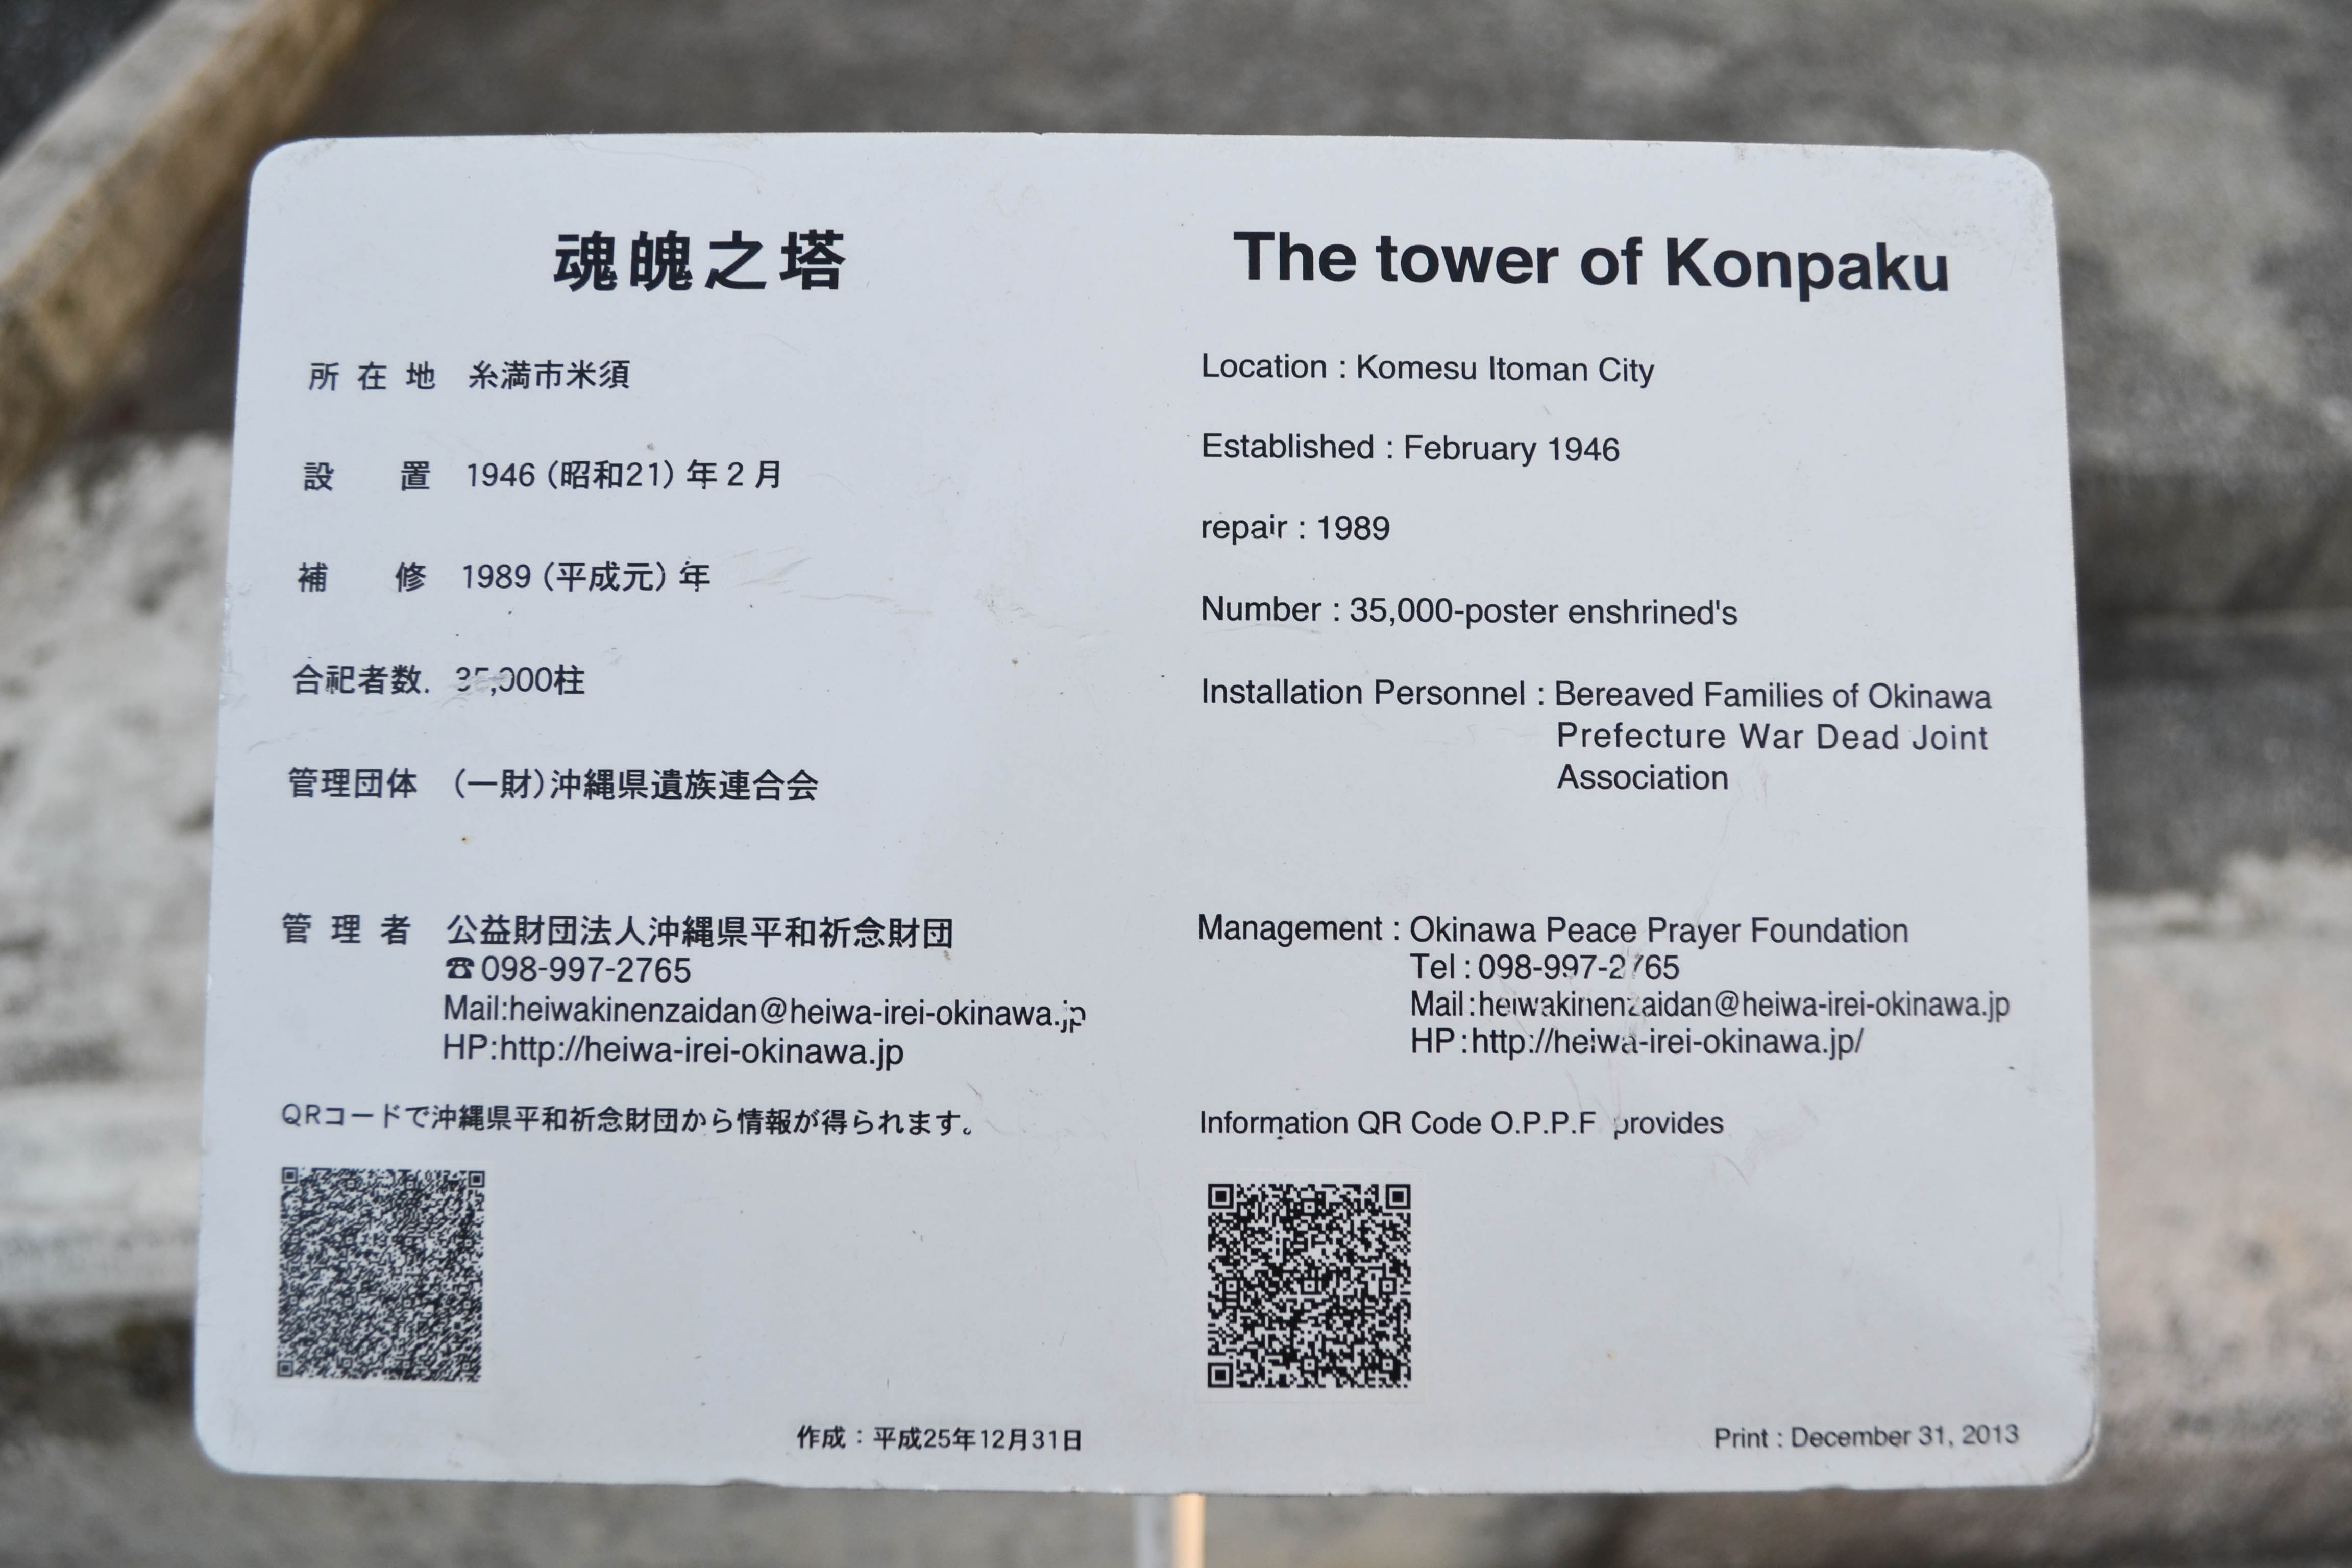 魂魄之塔
所在地 糸満市米須
設置 1946（昭和21）年2月
補修 1989（平成元）年
合祀者数. 35,000柱
管理団体 （一財）沖縄県遺族連合会
管理者 公益財団法人沖縄県平和祈念財団
☎098-997-2765
Mail:heiwakinenzaidan@heiwa-irei-okinawa.jp
HP:http://heiwa-irei-okinawa.jp
QRコードで沖縄県平和祈念財団から情報が得られます。
作成：平成25年12月31日
The tower of Konpaku
Location : Komesu Itoman City
Established : February 1946
repair : 1989
Number : 35,000-poster enshrined's
Installation Personnel : Bereaved Families of Okinawa
Prefecture War Dead Joint
Association
Management : Okinawa Peace Prayer Foundation
Tel : 098-997-2765
Mail : heiwakinenzaidan@heiwa-irei-okinawa.jp
HP : http://heiwa-irei-okinawa.jp/
Information QR Code O.P.P.F provides
Print : December 31, 2013